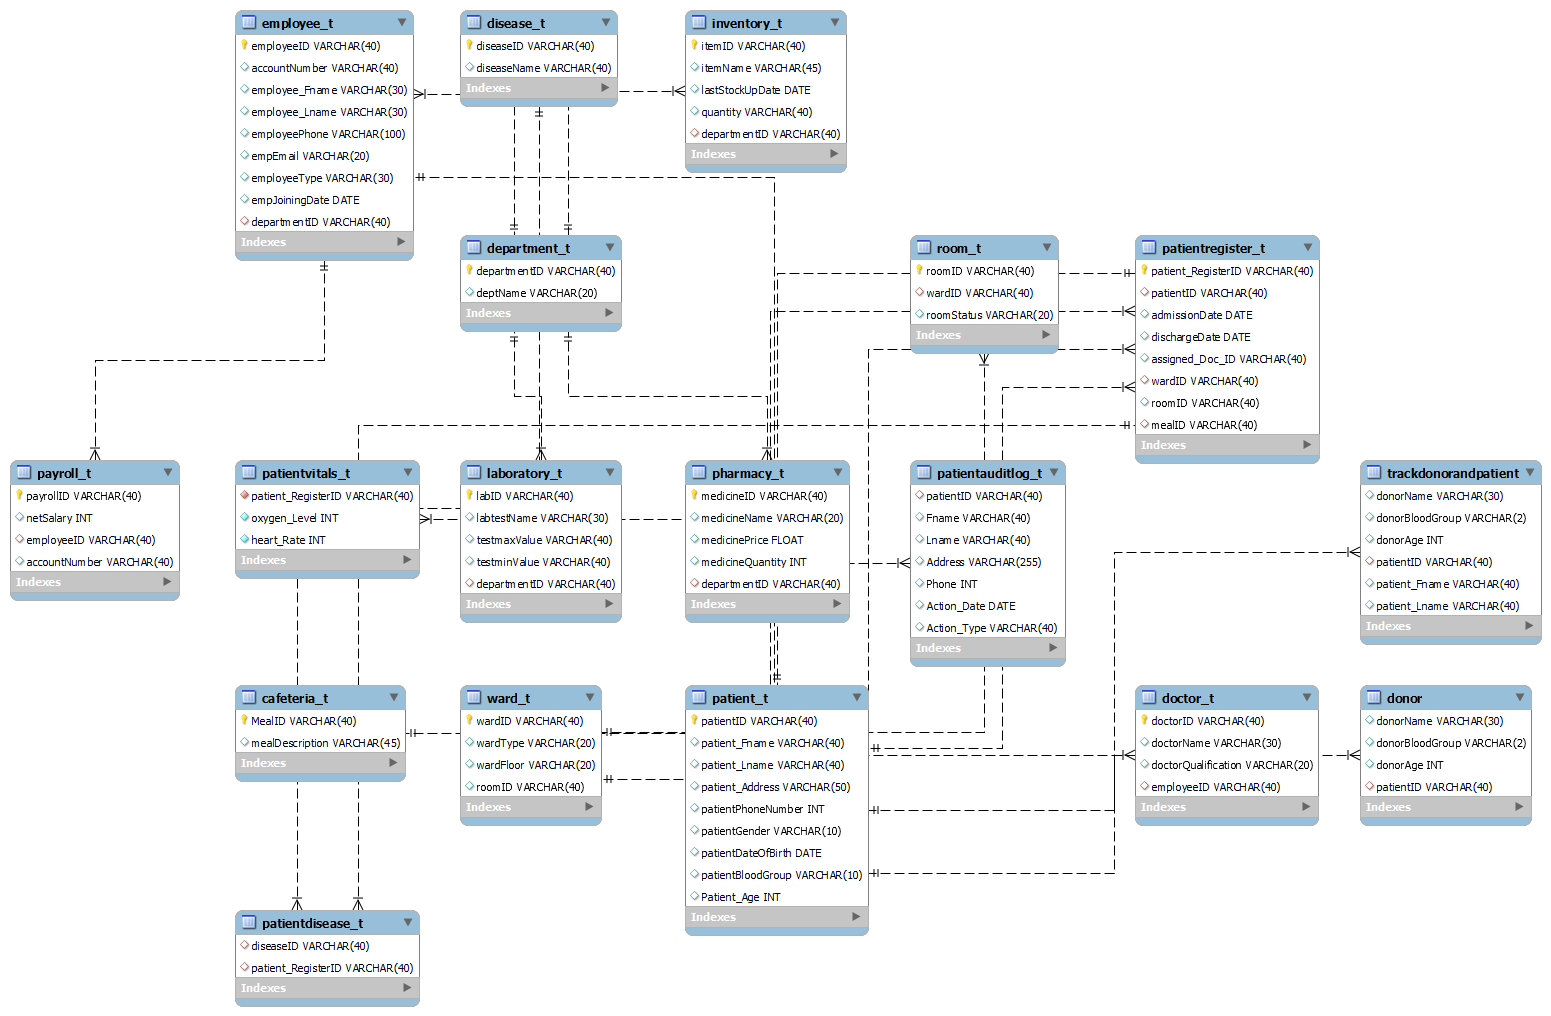 employee_t
employeeID VARCHAR(40)
accountNumber VARCHAR(40)
employee_Fname VARCHAR(30)
employee_Lname VARCHAR(30)
employeePhone VARCHAR(100)
empEmail VARCHAR(20)
employeeType VARCHAR(30)
empJoiningDate DATE
departmentID VARCHAR(40)
Indexes
disease_t
diseaseID VARCHAR(40)
diseaseName VARCHAR(40)
Indexes
inventory_t
itemID VARCHAR(40)
itemName VARCHAR(45)
lastStockUpDate DATE
quantity VARCHAR(40)
departmentID VARCHAR(40)
Indexes
department_t
departmentID VARCHAR(40)
deptName VARCHAR(20)
Indexes
room_t
roomID VARCHAR(40)
wardID VARCHAR(40)
roomStatus VARCHAR(20)
Indexes
patientregister_t
patient_RegisterID VARCHAR(40)
patientID VARCHAR(40)
admissionDate DATE
dischargeDate DATE
assigned_Doc_ID VARCHAR(40)
wardID VARCHAR(40)
roomID VARCHAR(40)
mealID VARCHAR(40)
Indexes
payroll_t
payrollID VARCHAR(40)
netSalary INT
employeeID VARCHAR(40)
accountNumber VARCHAR(40)
Indexes
patientvitals_t
patient_RegisterID VARCHAR(40)
oxygen_Level INT
heart_Rate INT
Indexes
laboratory_t
labID VARCHAR(40)
labtestName VARCHAR(30)
testmaxValue VARCHAR(40)
testminValue VARCHAR(40)
departmentID VARCHAR(40)
Indexes
pharmacy_t
medicineID VARCHAR(40)
medicineName VARCHAR(20)
medicinePrice FLOAT
medicineQuantity INT
departmentID VARCHAR(40)
Indexes
patientauditlog_t
patientID VARCHAR(40)
Fname VARCHAR(40)
Lname VARCHAR(40)
Address VARCHAR(255)
Phone INT
Action_Date DATE
Action_Type VARCHAR(40)
Indexes
trackdonorandpatient
donorName VARCHAR(30)
donorBloodGroup VARCHAR(2)
donorAge INT
patientID VARCHAR(40)
patient_Fname VARCHAR(40)
patient_Lname VARCHAR(40)
Indexes
cafeteria_t
MealID VARCHAR(40)
mealDescription VARCHAR(45)
Indexes
ward_t
wardID VARCHAR(40)
wardType VARCHAR(20)
wardFloor VARCHAR(20)
roomID VARCHAR(40)
Indexes
patient_t
patientID VARCHAR(40)
patient_Fname VARCHAR(40)
patient_Lname VARCHAR(40)
patient_Address VARCHAR(50)
patientPhoneNumber INT
patientGender VARCHAR(10)
patientDateOfBirth DATE
patientBloodGroup VARCHAR(10)
Patient_Age INT
Indexes
doctor_t
doctorID VARCHAR(40)
doctorName VARCHAR(30)
doctorQualification VARCHAR(20)
employeeID VARCHAR(40)
Indexes
donor
donorName VARCHAR(30)
donorBloodGroup VARCHAR(2)
donorAge INT
patientID VARCHAR(40)
Indexes
patientdisease_t
diseaseID VARCHAR(40)
patient_RegisterID VARCHAR(40)
Indexes